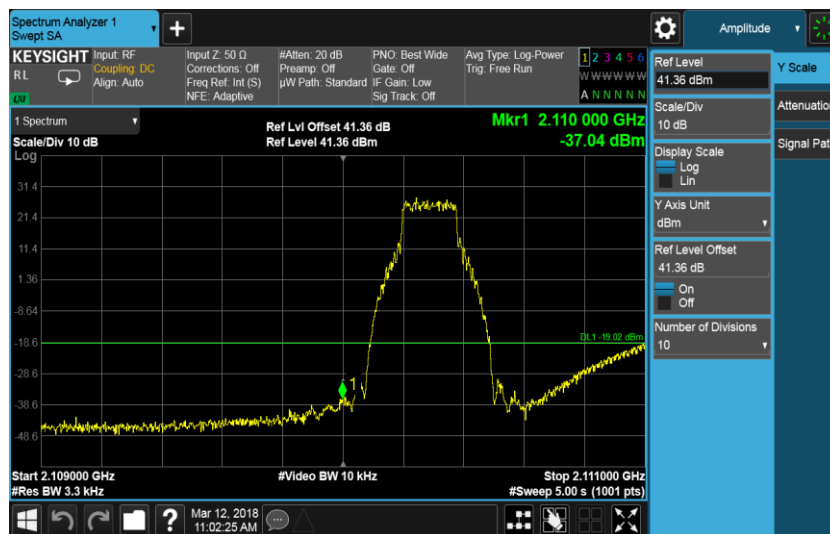 Spectrum Analyzer 1
Swept SA
+
Amplitude
KEYSIGHT
RL
LXI
Input: RF
Coupling: DC
Align: Auto
Input Z: 50 Ω
Corrections: Off
Freq Ref: Int (S)
NFE: Adaptive
#Atten: 20 dB
Preamp: Off
µW Path: Standard
PNO: Best Wide
Gate: Off
IF Gain: Low
Sig Track: Off
Avg Type: Log-Power
Trig: Free Run
1 2 3 4 5 6
W W W W W W
A N N N N N
1 Spectrum
Scale/Div 10 dB
Log
Ref Lvl Offset 41.36 dB
Ref Level 41.36 dBm
Mkr1 2.110 000 GHz
-37.04 dBm
31.4
21.4
11.4
1.36
-8.64
-18.6
-28.6
-38.6
-48.6
DL1 -19.02 dBm
1
Start 2.109000 GHz
#Res BW 3.3 kHz
#Video BW 10 kHz
Stop 2.111000 GHz
#Sweep 5.00 s (1001 pts)
Ref Level
41.36 dBm
Scale/Div
10 dB
Display Scale
Log
Lin
Y Axis Unit
dBm
Ref Level Offset
41.36 dB
On
Off
Number of Divisions
10
Y Scale
Attenuation
Signal Pat
?
Mar 12, 2018
11:02:25 AM